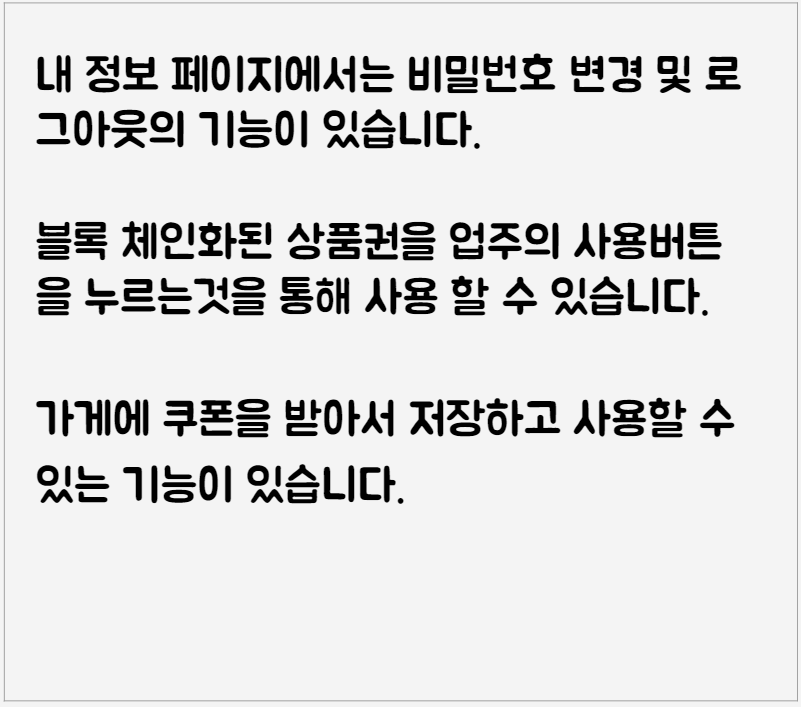 내 정보 페이지에서는 비밀번호 변경 및 로
그아웃의 기능이 있습니다.
블록 체인화된 상품권을 업주의 사용버튼
을 누르는것을 통해 사용 할 수 있습니다.
가게에 쿠폰을 받아서 저장하고 사용할 수
있는 기능이 있습니다.